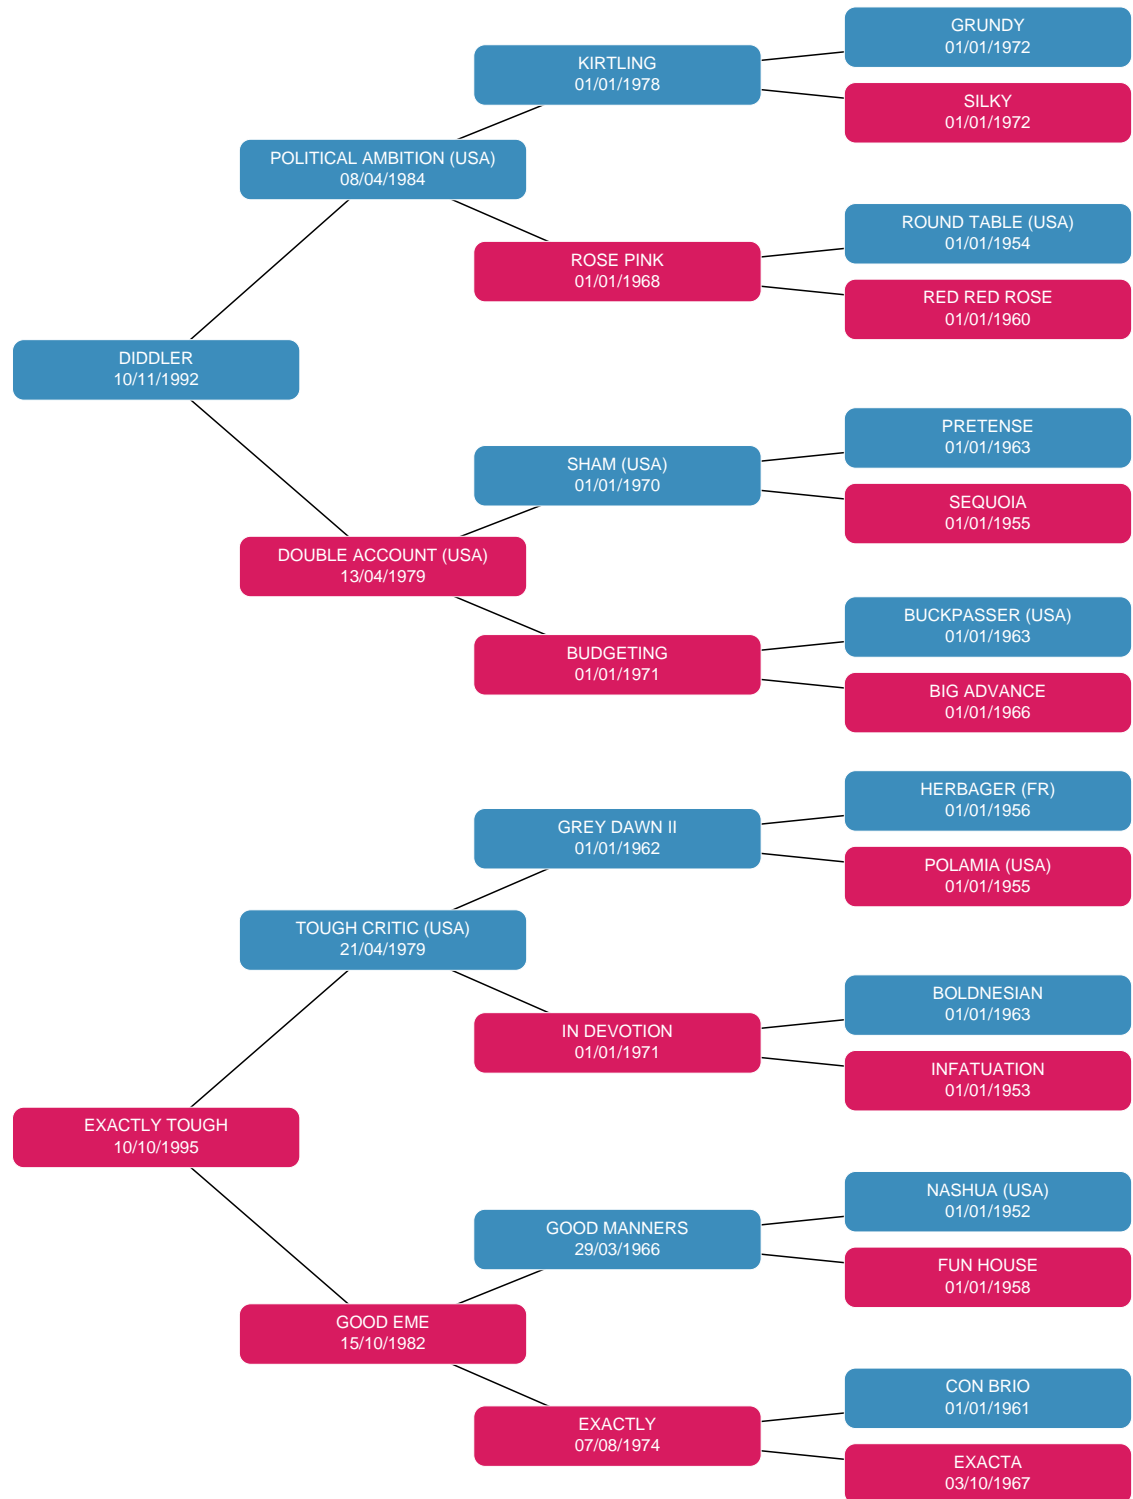 GRUNDY
01/01/1972
KIRTLING
01/01/1978
SILKY
01/01/1972
POLITICAL AMBITION (USA)
08/04/1984
ROUND TABLE (USA)
01/01/1954
ROSE PINK
01/01/1968
RED RED ROSE
01/01/1960
DIDDLER
10/11/1992
PRETENSE
01/01/1963
SHAM (USA)
01/01/1970
SEQUOIA
01/01/1955
DOUBLE ACCOUNT (USA)
13/04/1979
BUCKPASSER (USA)
01/01/1963
BUDGETING
01/01/1971
BIG ADVANCE
01/01/1966
HERBAGER (FR)
01/01/1956
GREY DAWN II
01/01/1962
POLAMIA (USA)
01/01/1955
TOUGH CRITIC (USA)
21/04/1979
BOLDNESIAN
01/01/1963
IN DEVOTION
01/01/1971
INFATUATION
01/01/1953
EXACTLY TOUGH
10/10/1995
NASHUA (USA)
01/01/1952
GOOD MANNERS
29/03/1966
FUN HOUSE
01/01/1958
GOOD EME
15/10/1982
CON BRIO
01/01/1961
EXACTLY
07/08/1974
EXACTA
03/10/1967